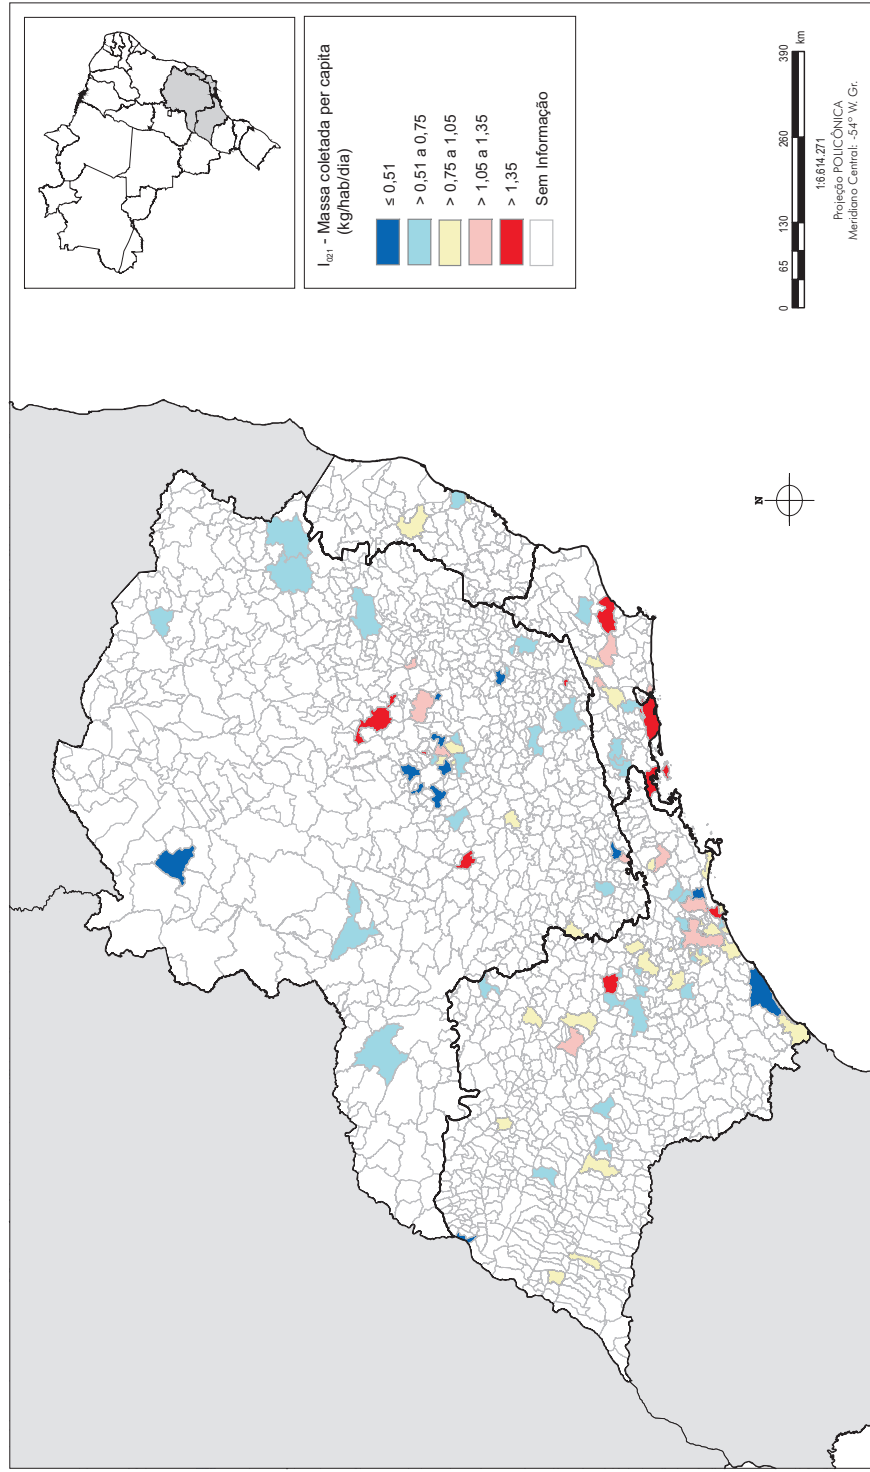 I021 - Massa coletada per capita
(kg/hab/dia)
≤ 0,51
> 0,51 a 0,75
> 0,75 a 1,05
> 1,05 a 1,35
> 1,35
Sem Informação
N
0 65 130 260 390
km
1:6.614.271
Projeção POLICÔNICA
Meridiano Central: -54° W. Gr.